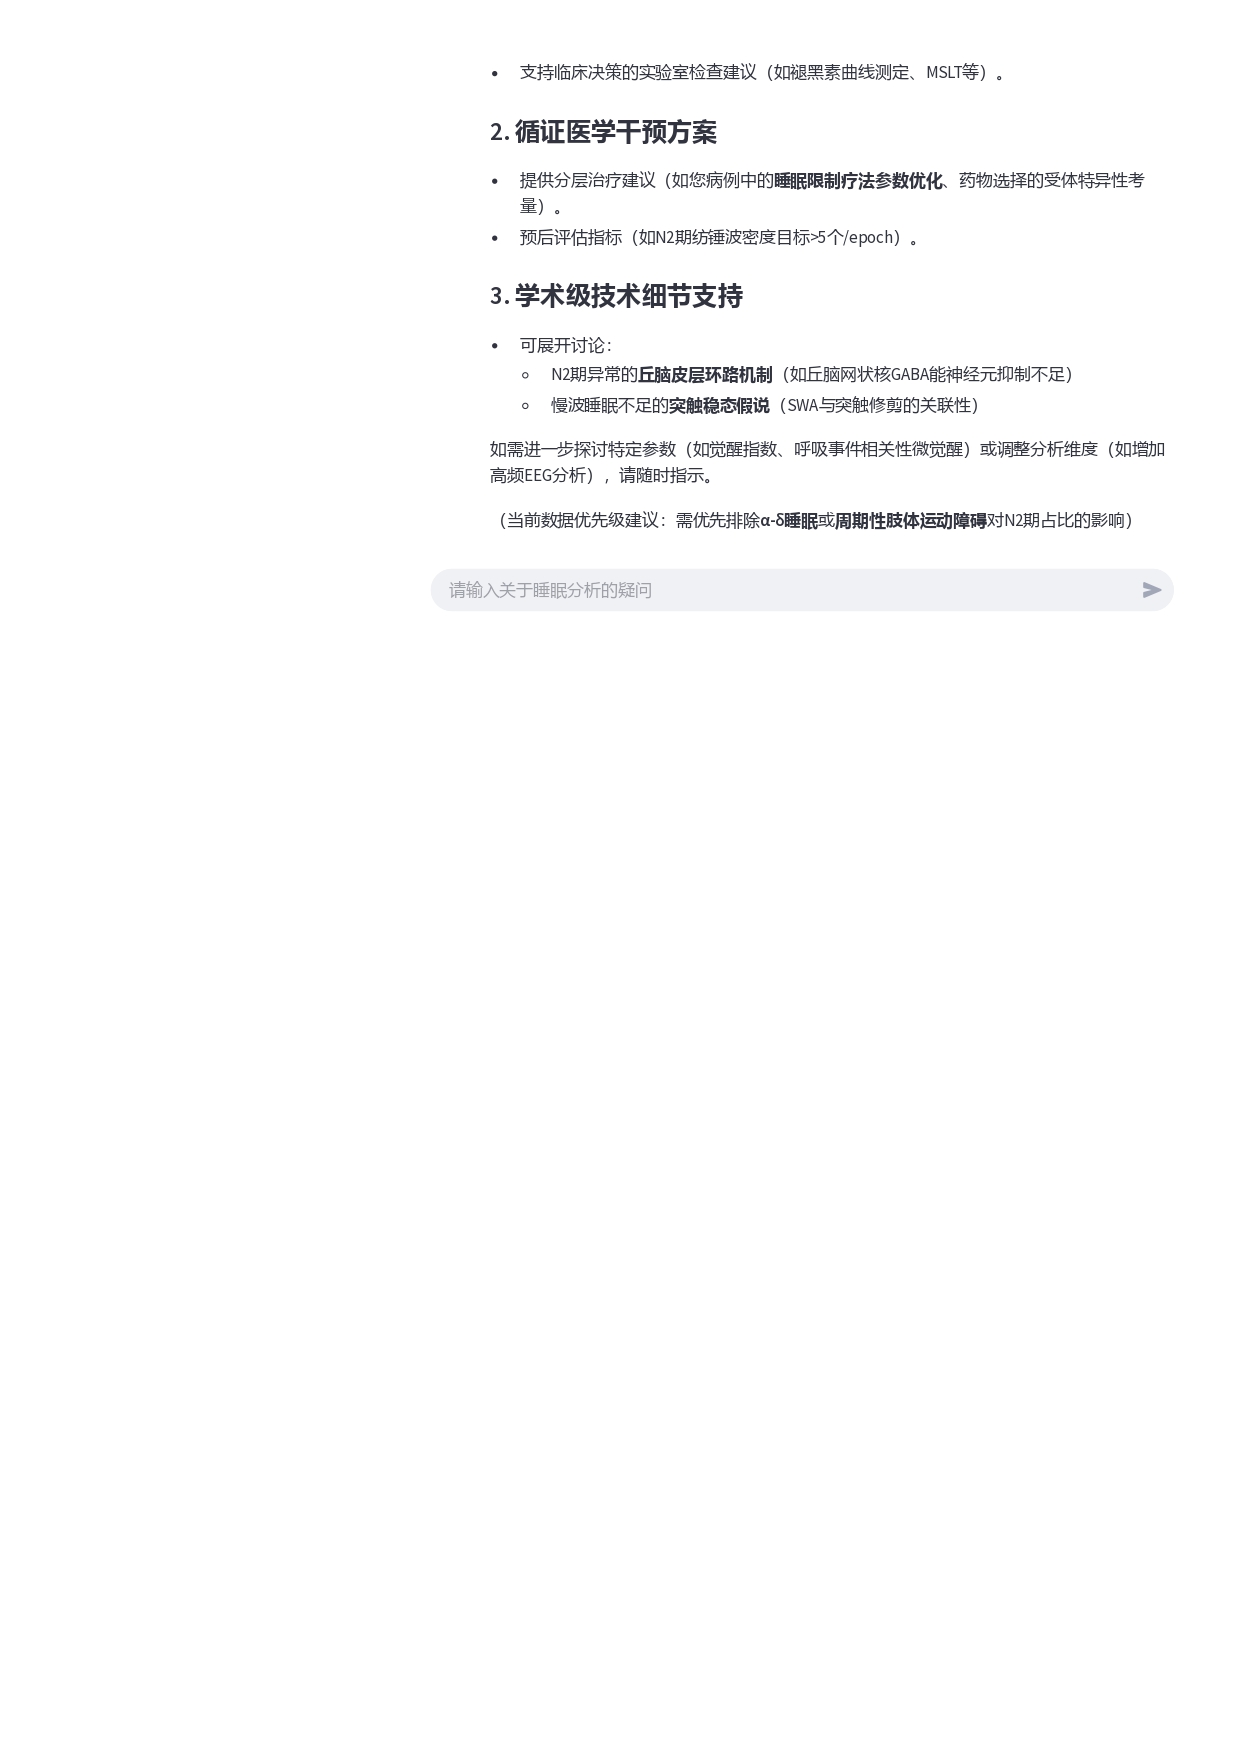 • 支持临床决策的实验室检查建议（如褪黑素曲线测定、MSLT等）。
2. 循证医学干预方案
• 提供分层治疗建议（如您病例中的睡眠限制疗法参数优化、药物选择的受体特异性考
量）。
• 预后评估指标（如N2期纺锤波密度目标>5个/epoch）。
3. 学术级技术细节支持
• 可展开讨论：
◦ N2期异常的丘脑皮层环路机制（如丘脑网状核GABA能神经元抑制不足）
◦ 慢波睡眠不足的突触稳态假说（SWA与突触修剪的关联性）
如需进一步探讨特定参数（如觉醒指数、呼吸事件相关性微觉醒）或调整分析维度（如增加
高频EEG分析），请随时指示。
（当前数据优先级建议：需优先排除α-δ睡眠或周期性肢体运动障碍对N2期占比的影响）
请输入关于睡眠分析的疑问